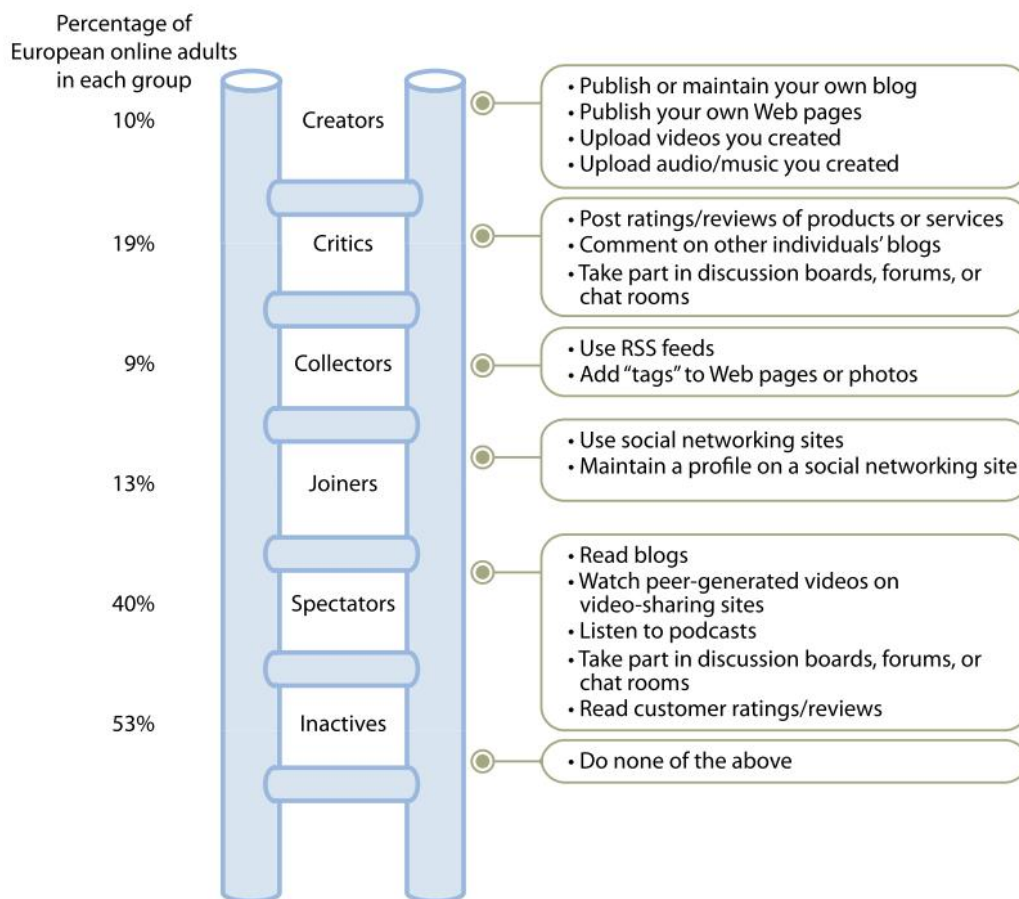 Percentage of
European online adults
in each group
10%
Creators
• Publish or maintain your own blog
• Publish your own Web pages
• Upload videos you created
• Upload audio/music you created
19%
Critics
• Post ratings/reviews of products or services
• Comment on other individuals’ blogs
• Take part in discussion boards, forums, or
chat rooms
9%
Collectors
• Use RSS feeds
• Add “tags” to Web pages or photos
13%
Joiners
• Use social networking sites
• Maintain a profile on a social networking site
40%
Spectators
• Read blogs
• Watch peer-generated videos on
video-sharing sites
• Listen to podcasts
• Take part in discussion boards, forums, or
chat rooms
• Read customer ratings/reviews
53%
Inactives
• Do none of the above